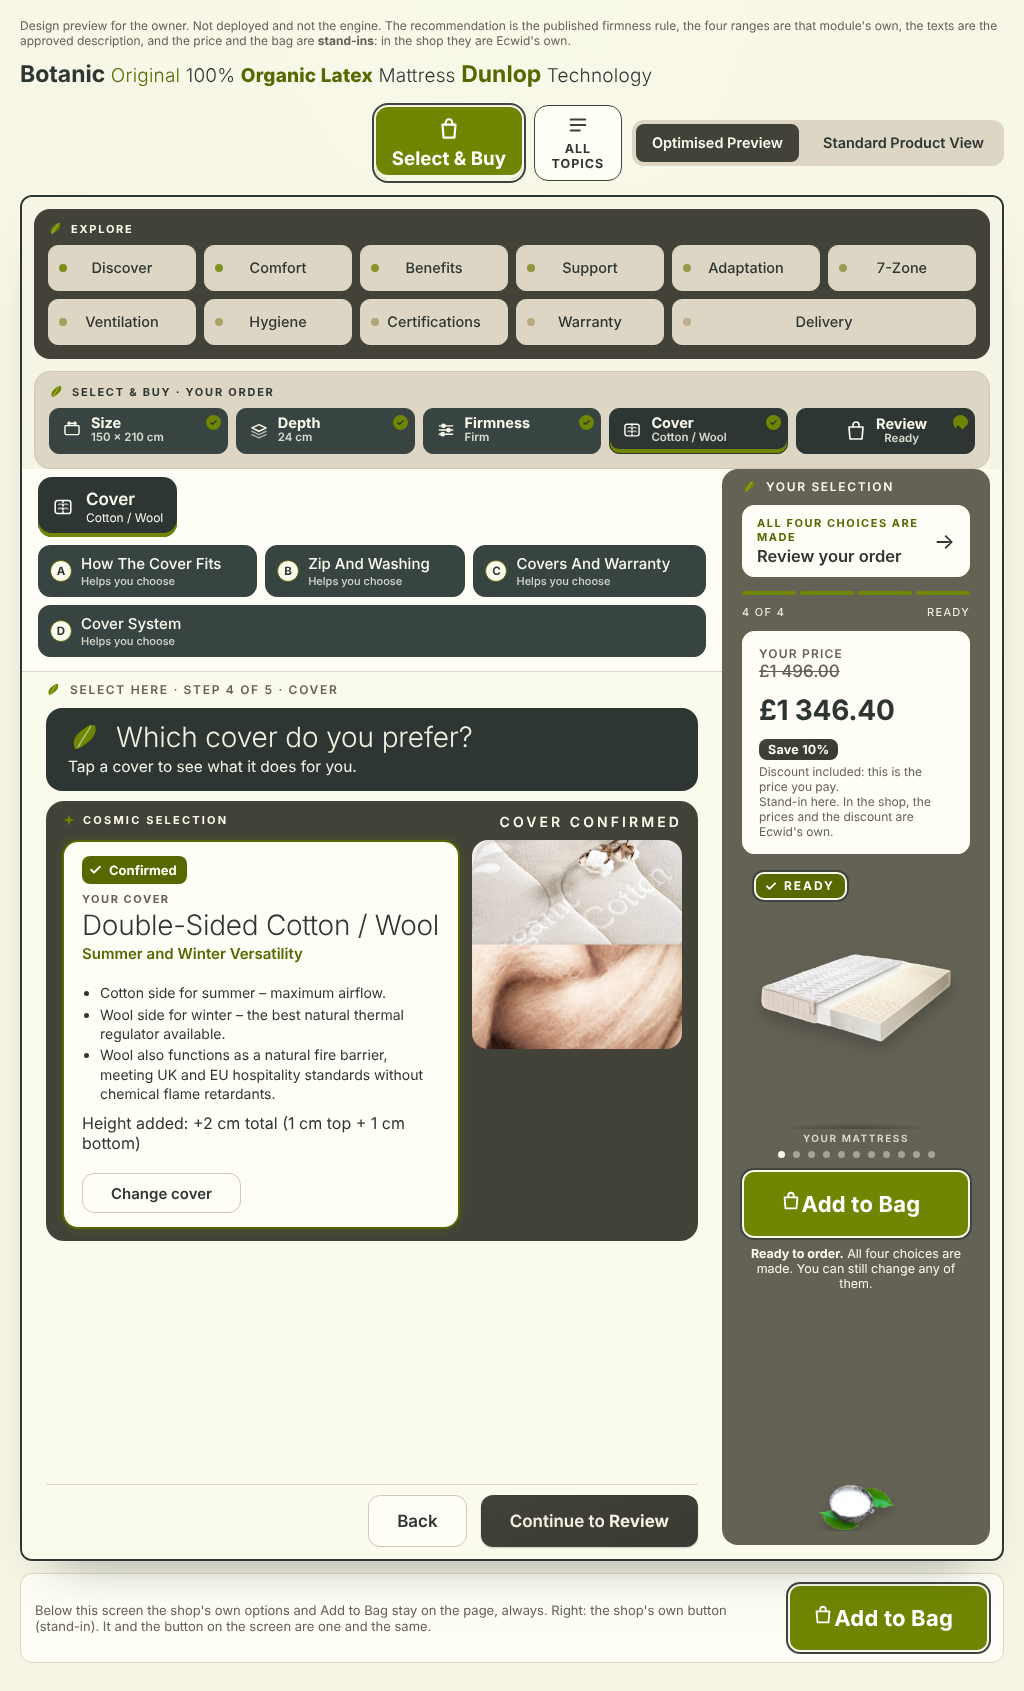 Design preview for the owner. Not deployed and not the engine. The recommendation is the published firmness rule, the four ranges are that module's own, the texts are the
approved description, and the price and the bag are stand-ins: in the shop they are Ecwid's own.
Botanic Original 100% Organic Latex Mattress Dunlop Technology
Select & Buy
ALL
TOPICS
Optimised Preview
Standard Product View
EXPLORE
Discover
Comfort
Benefits
Support
Adaptation
7-Zone
Ventilation
Hygiene
Certifications
Warranty
Delivery
SELECT & BUY · YOUR ORDER
Size
150 × 210 cm
Depth
24 cm
Firmness
Firm
Cover
Cotton / Wool
Review
Ready
Cover
Cotton / Wool
A
How The Cover Fits
Helps you choose
B
Zip And Washing
Helps you choose
C
Covers And Warranty
Helps you choose
D
Cover System
Helps you choose
SELECT HERE · STEP 4 OF 5 · COVER
Which cover do you prefer?
Tap a cover to see what it does for you.
COSMIC SELECTION
COVER CONFIRMED
Confirmed
YOUR COVER
Double-Sided Cotton / Wool
Summer and Winter Versatility
• Cotton side for summer – maximum airflow.
• Wool side for winter – the best natural thermal
regulator available.
• Wool also functions as a natural fire barrier,
meeting UK and EU hospitality standards without
chemical flame retardants.
Height added: +2 cm total (1 cm top + 1 cm
bottom)
Change cover
Cotton
Back
Continue to Review
YOUR SELECTION
ALL FOUR CHOICES ARE
MADE
Review your order
4 OF 4
READY
YOUR PRICE
£1 496.00
£1 346.40
Save 10%
Discount included: this is the
price you pay.
Stand-in here. In the shop, the
prices and the discount are
Ecwid's own.
READY
YOUR MATTRESS
Add to Bag
Ready to order. All four choices are
made. You can still change any of
them.
Below this screen the shop's own options and Add to Bag stay on the page, always. Right: the shop's own button
(stand-in). It and the button on the screen are one and the same.
Add to Bag